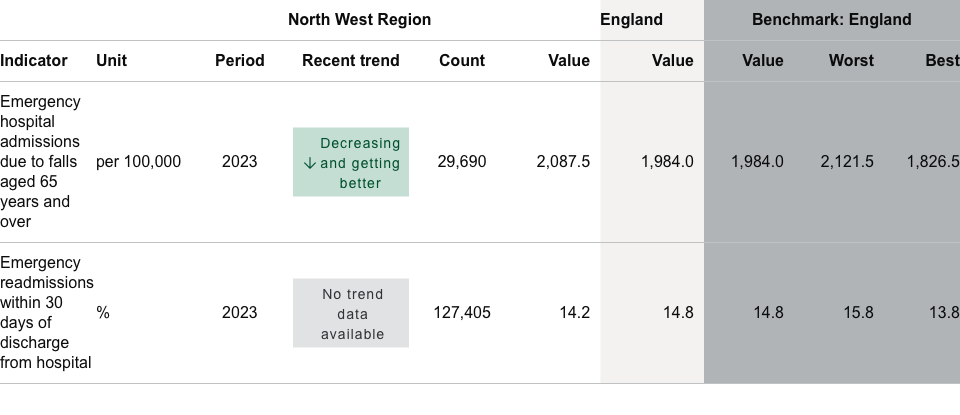 North West Region England Benchmark: England
Indicator Unit Period Recent trend Count Value Value Value Worst Best
Emergency
hospital
admissions
due to falls
aged 65
years and
over
per 100,000 2023
Decreasing
↓ and getting
better
29,690 2,087.5 1,984.0 1,984.0 2,121.5 1,826.5
Emergency
readmissions
within 30
days of
discharge
from hospital
% 2023
No trend
data
available
127,405 14.2 14.8 14.8 15.8 13.8